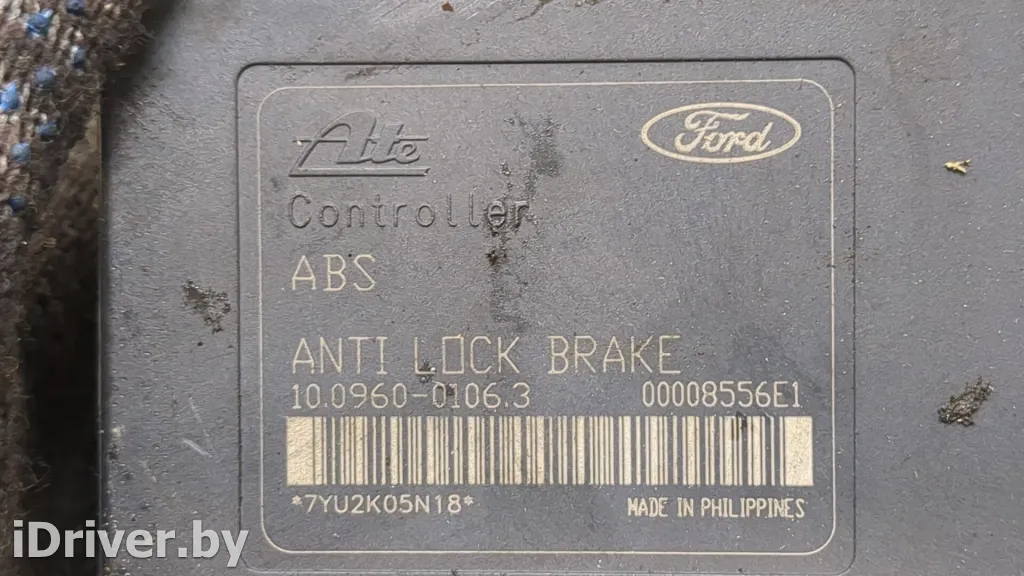 Ate
Ford
Controller
ABS
ANTI LOCK BRAKE
10.0960-0106.3 00008556E1
*7YU2K05N18* MADE IN PHILIPPINES
iDriver.by